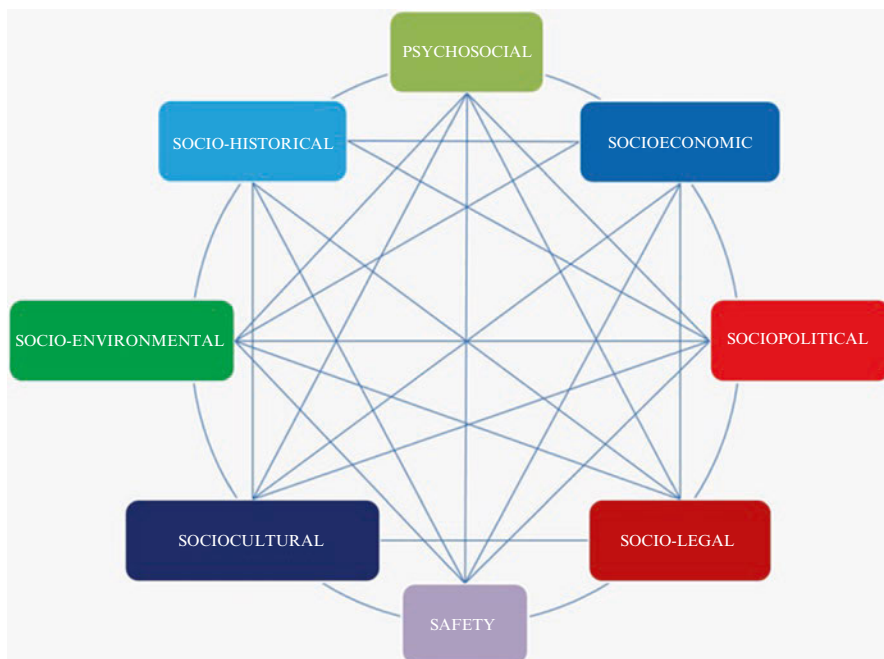 PSYCHOSOCIAL
SOCIO-HISTORICAL
SOCIOECONOMIC
SOCIO-ENVIRONMENTAL
SOCIOPOLITICAL
SOCIOCULTURAL
SOCIO-LEGAL
SAFETY